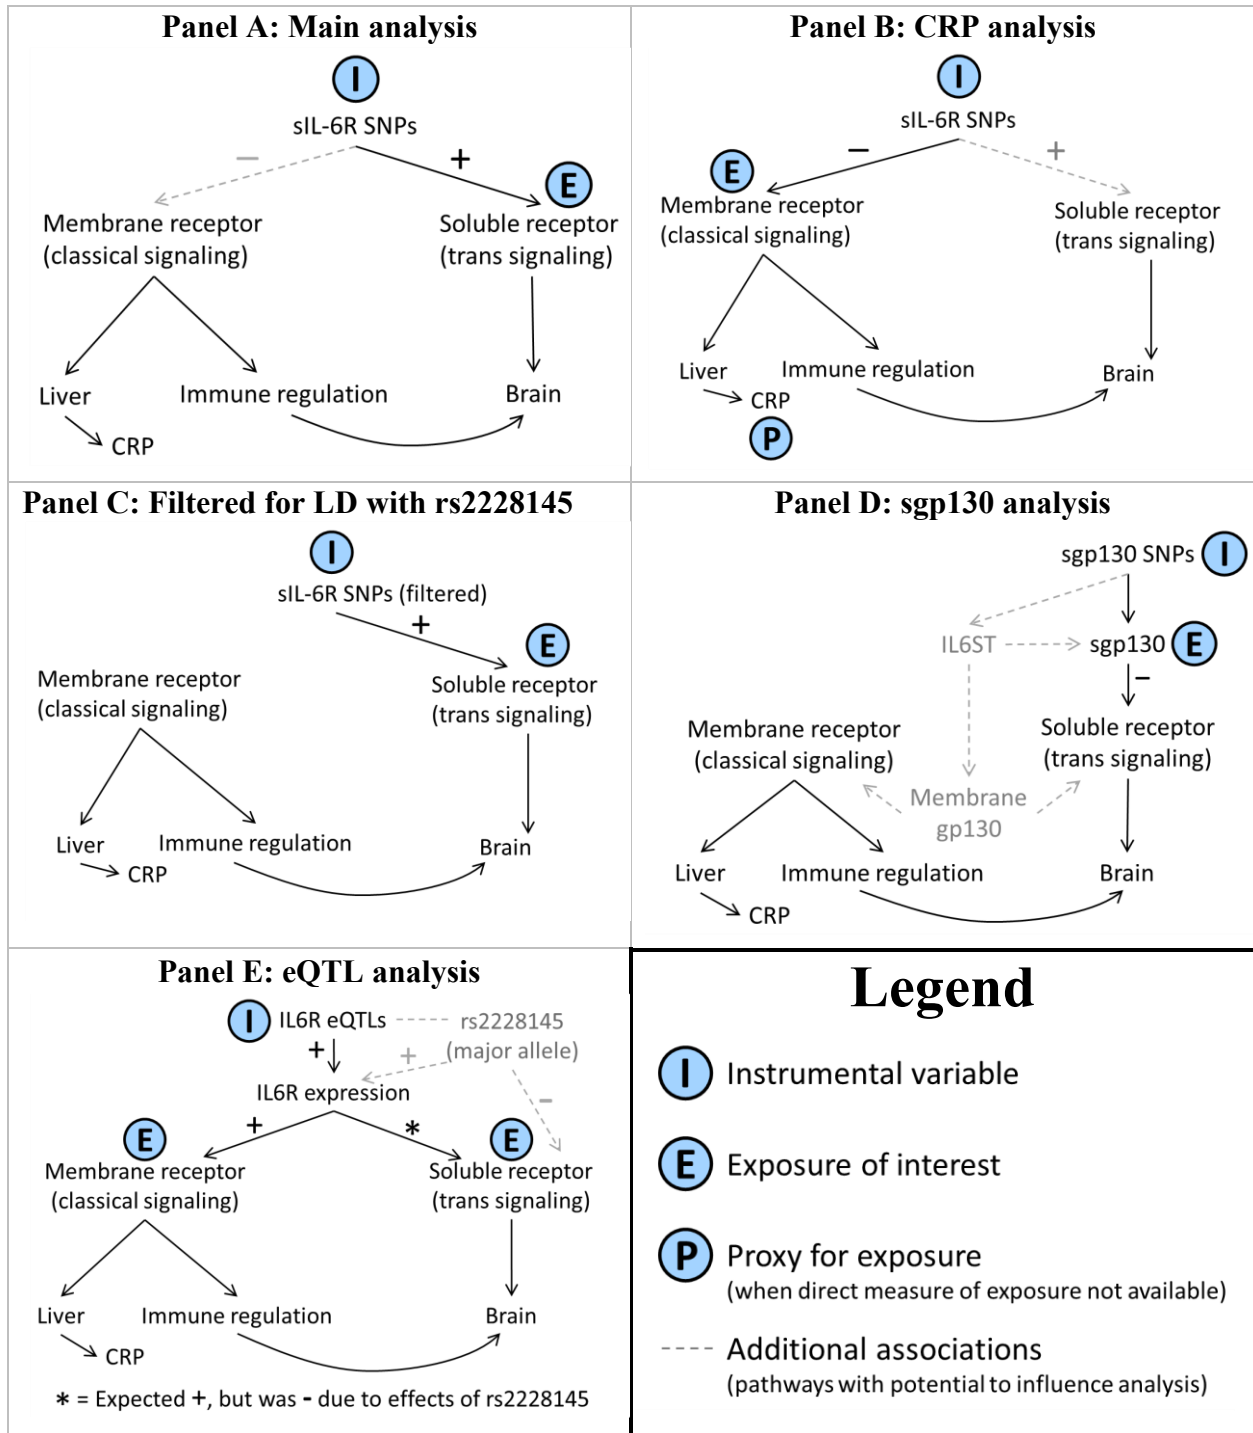 Panel A: Main analysis
I
sIL-6R SNPs
− +
E
Membrane receptor
(classical signaling)
Soluble receptor
(trans signaling)
Liver
Immune regulation
Brain
CRP
Panel B: CRP analysis
I
sIL-6R SNPs
− +
E
Membrane receptor
(classical signaling)
Soluble receptor
(trans signaling)
Liver
Immune regulation
Brain
CRP
P
Panel C: Filtered for LD with rs2228145
I
sIL-6R SNPs (filtered)
+
E
Membrane receptor
(classical signaling)
Soluble receptor
(trans signaling)
Liver
Immune regulation
Brain
CRP
Panel D: sgp130 analysis
sgp130 SNPs I
IL6ST
sgp130 E
−
Membrane receptor
(classical signaling)
Soluble receptor
(trans signaling)
Membrane
gp130
Liver
Immune regulation
Brain
CRP
Panel E: eQTL analysis
I IL6R eQTLs
rs2228145
(major allele)
+ +
IL6R expression
−
+ *
E E
Membrane receptor
(classical signaling)
Soluble receptor
(trans signaling)
Liver
Immune regulation
Brain
CRP
* = Expected +, but was - due to effects of rs2228145
Legend
I Instrumental variable
E Exposure of interest
P Proxy for exposure
(when direct measure of exposure not available)
Additional associations
(pathways with potential to influence analysis)